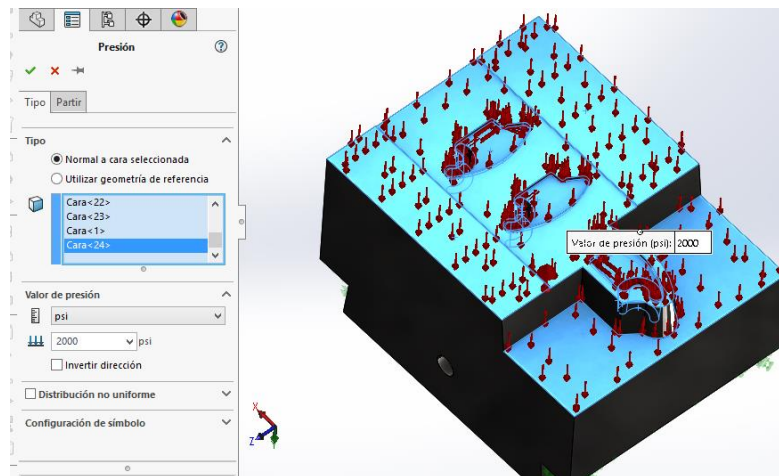 Presión
Tipo Partir
Tipo
Normal a cara seleccionada
Utilizar geometría de referencia
Cara<22>
Cara<23>
Cara<1>
Cara<24>
Valor de presión
psi
2000 psi
Invertir dirección
Distribución no uniforme
Configuración de símbolo
Valor de presión (psi): 2000
X
Z